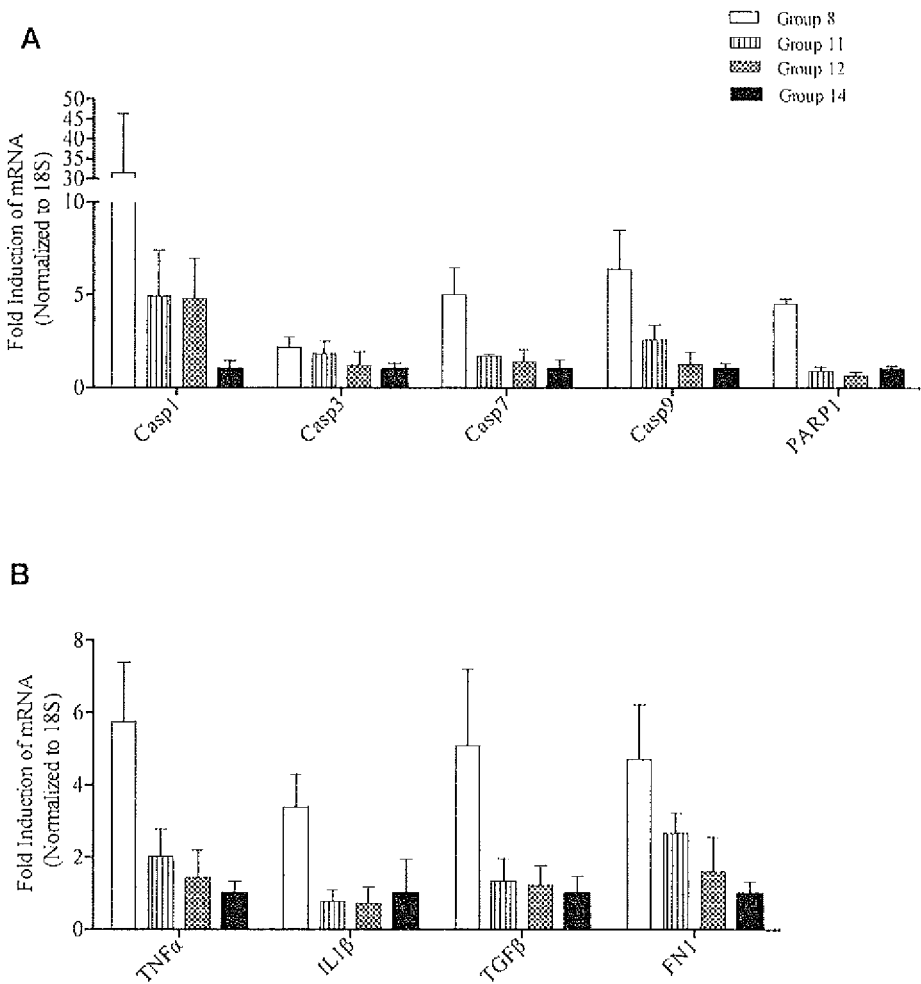 A
Group 8
Group 11
Group 12
Group 14
Fold Induction of mRNA
(Normalized to 18S)
50
45
40
35
30
10
5
0
Casp1
Casp3
Casp7
Casp9
PARP1
B
Fold Induction of mRNA
(Normalized to 18S)
8
6
4
2
0
TNFα
IL1β
TGFβ
FN1